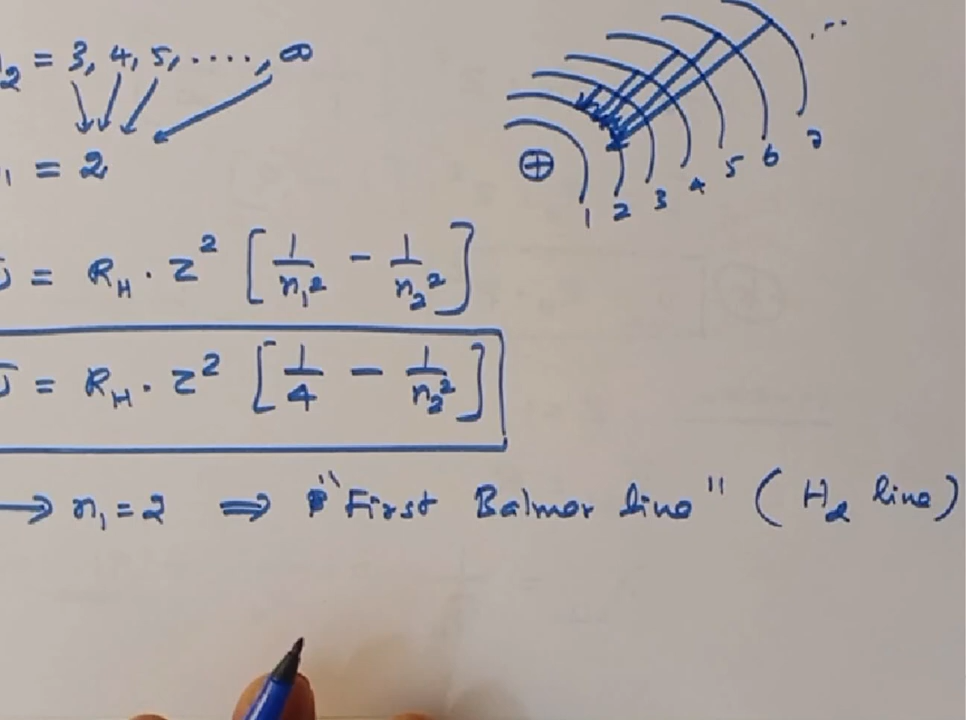 2 = 3, 4, 5, ....., ∞
1 = 2
⊕ 1 2 3 4 5 6 7 ...
ῡ = R_H . Z² [1/n₁² - 1/n₂²]
ῡ = R_H . Z² [1/4 - 1/n₂²]
→ n₁ = 2 ⇒ "First Balmer line" (H_α line)